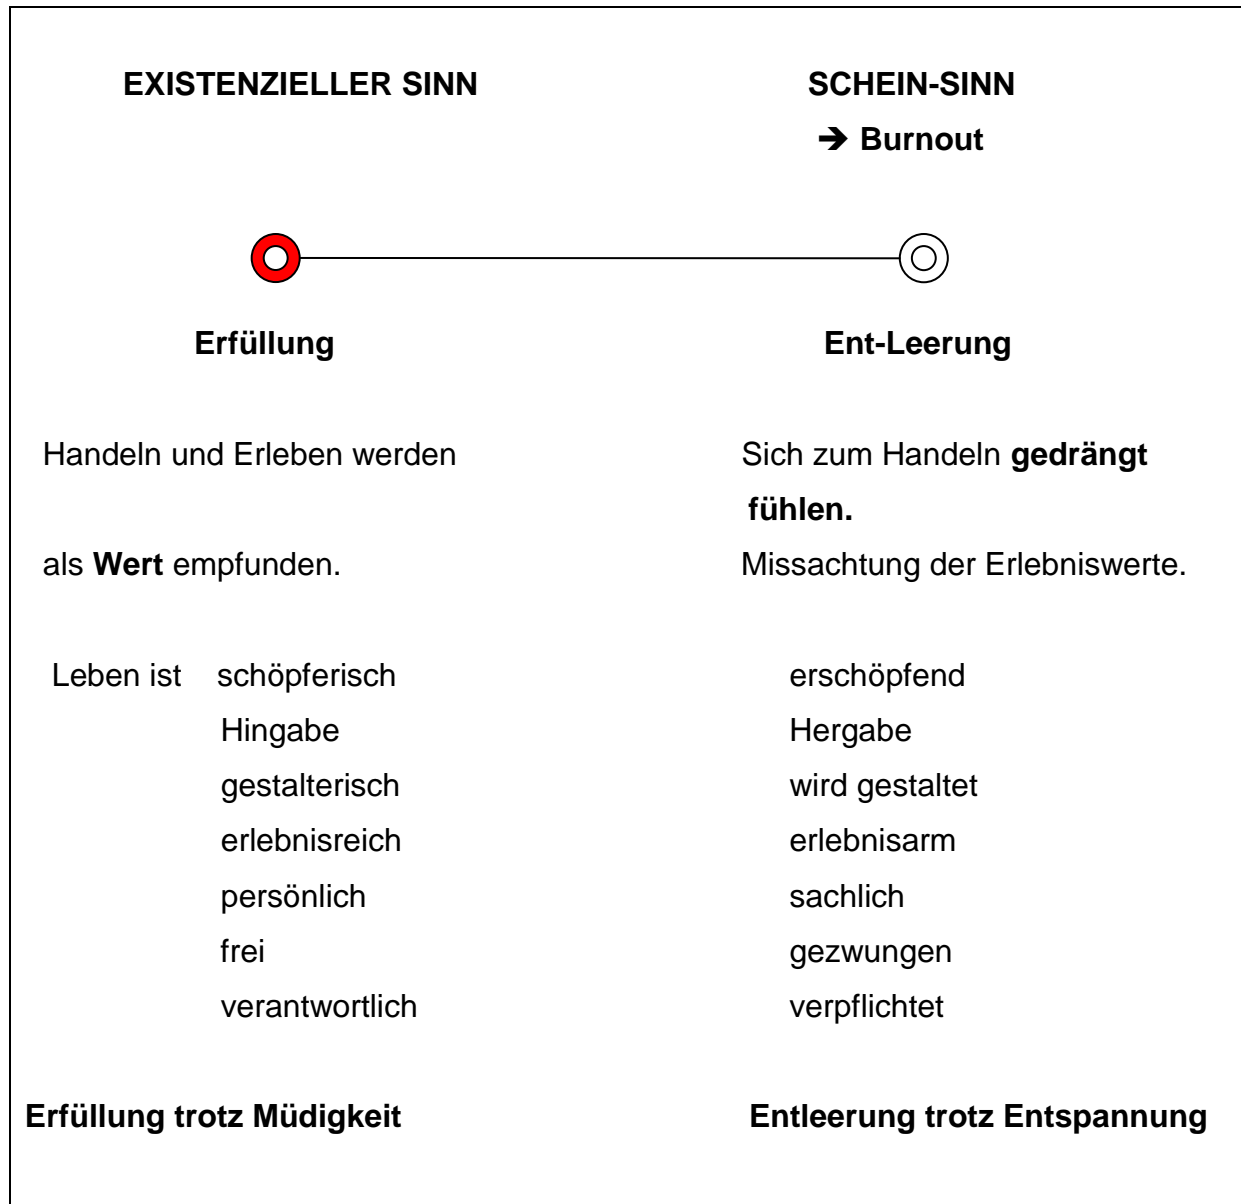 EXISTENZIELLER SINN SCHEIN-SINN
➔ Burnout
Erfüllung Ent-Leerung
Handeln und Erleben werden Sich zum Handeln gedrängt
fühlen.
als Wert empfunden. Missachtung der Erlebniswerte.
Leben ist schöpferisch erschöpfend
Hingabe Hergabe
gestalterisch wird gestaltet
erlebnisreich erlebnisarm
persönlich sachlich
frei gezwungen
verantwortlich verpflichtet
Erfüllung trotz Müdigkeit Entleerung trotz Entspannung